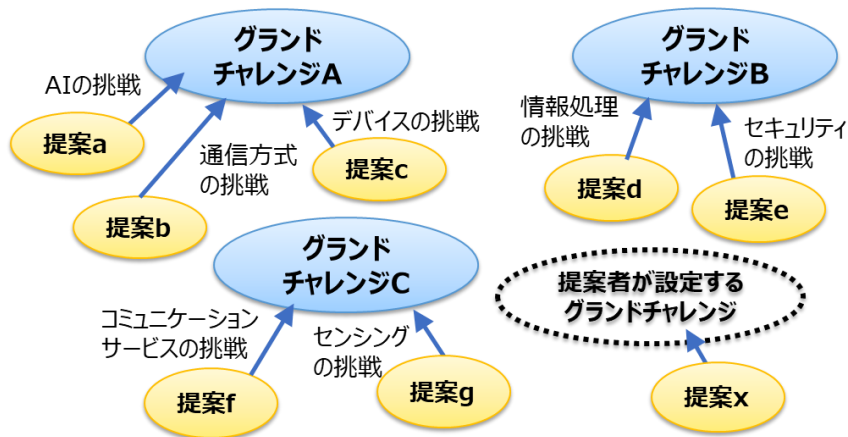 グランド
チャレンジA
AIの挑戦
提案a
通信方式
の挑戦
提案b
デバイスの挑戦
提案c
グランド
チャレンジB
情報処理
の挑戦
提案d
セキュリティ
の挑戦
提案e
グランド
チャレンジC
コミュニケーション
サービスの挑戦
提案f
センシング
の挑戦
提案g
提案者が設定する
グランドチャレンジ
提案x